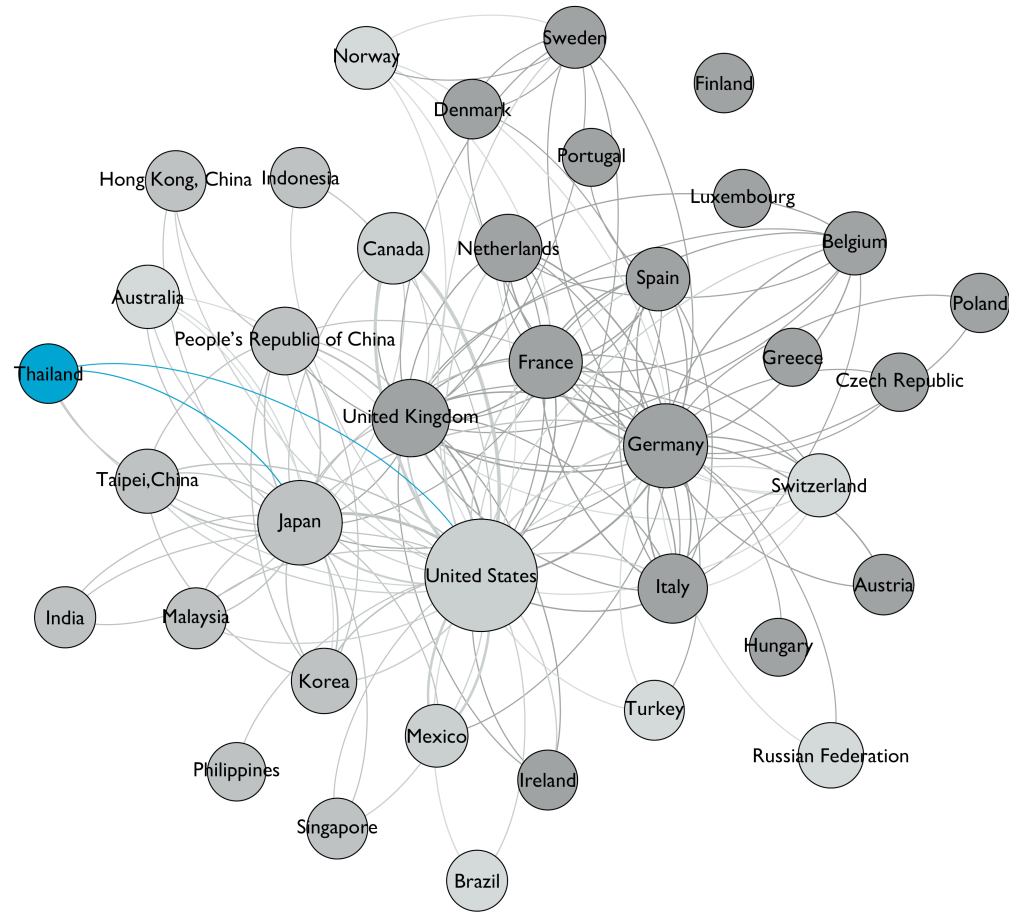 Sweden
Norway
Finland
Denmark
Portugal
Hong Kong, China
Indonesia
Luxembourg
Canada
Netherlands
Belgium
Spain
Australia
Poland
People's Republic of China
France
Greece
Thailand
Czech Republic
United Kingdom
Germany
Taipei,China
Switzerland
Japan
United States
Italy
Austria
India
Malaysia
Hungary
Korea
Turkey
Mexico
Russian Federation
Philippines
Ireland
Singapore
Brazil